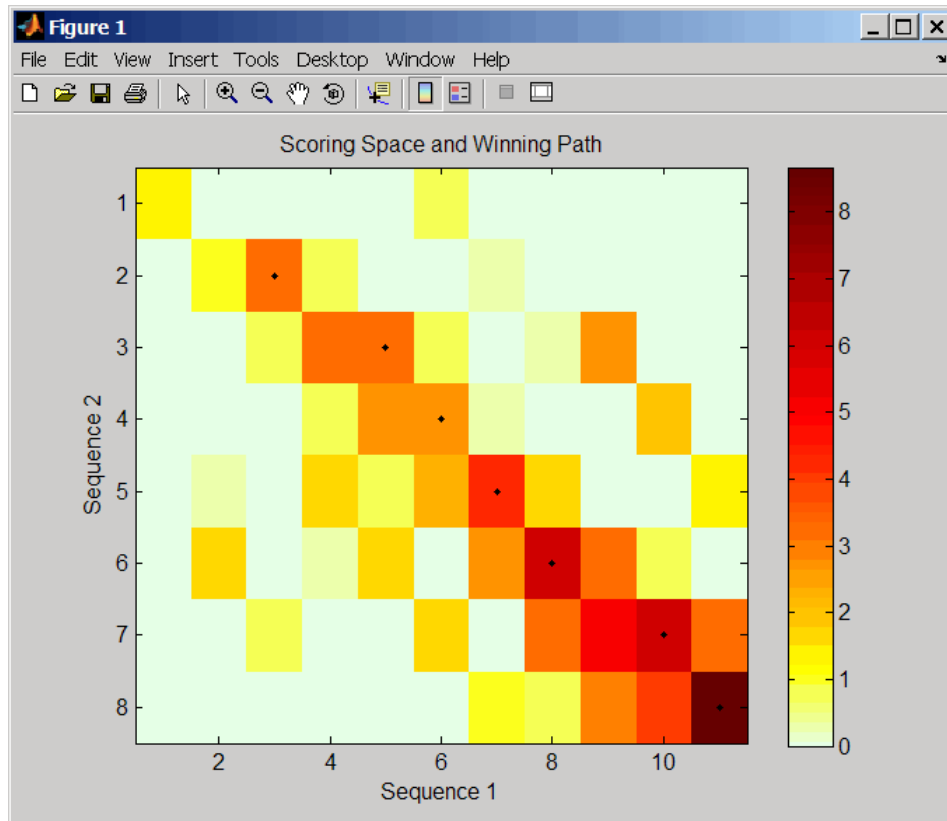 Figure 1
File Edit View Insert Tools Desktop Window Help
Scoring Space and Winning Path
1
2
3
4
5
6
7
8
Sequence 2
2 4 6 8 10
Sequence 1
8
7
6
5
4
3
2
1
0